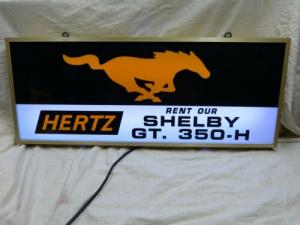 HERTZ
RENT OUR
SHELBY
GT. 350-H